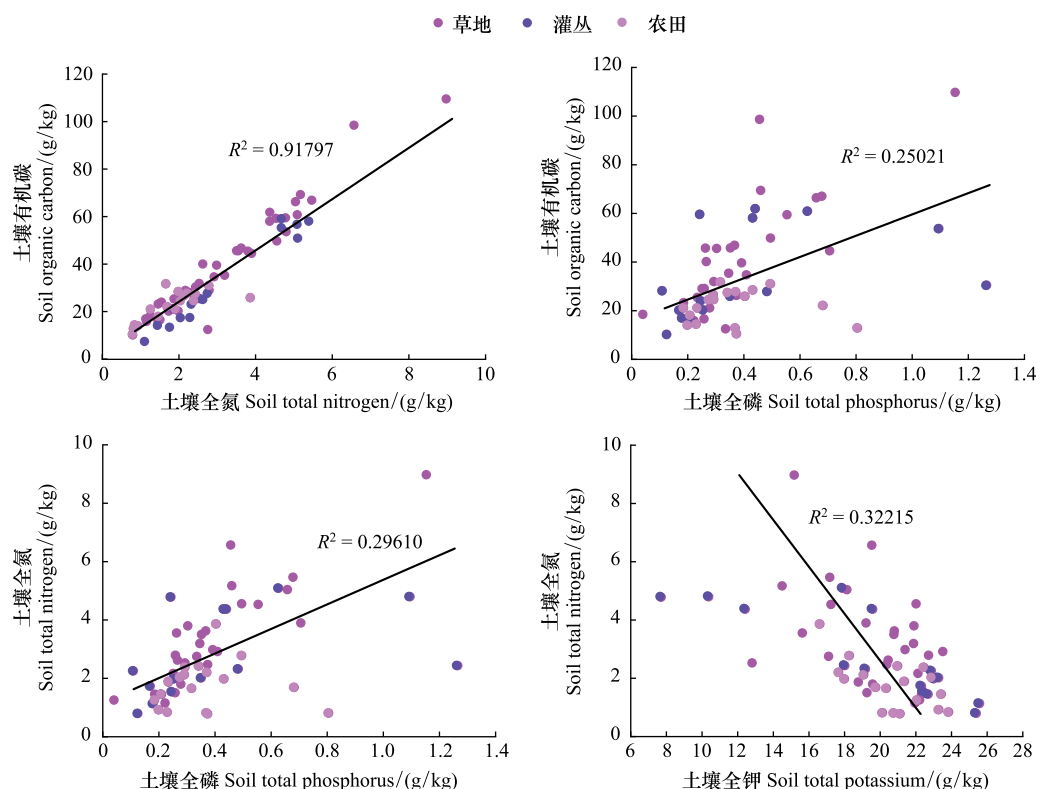 草地 灌丛 农田
120
100
80
60
40
20
0
土壤有机碳
Soil organic carbon/(g/kg)
R² = 0.91797
2 4 6 8 10
土壤全氮 Soil total nitrogen/(g/kg)
120
100
80
60
40
20
0
土壤有机碳
Soil organic carbon/(g/kg)
R² = 0.25021
0 0.2 0.4 0.6 0.8 1.0 1.2 1.4
土壤全磷 Soil total phosphorus/(g/kg)
10
8
6
4
2
0
土壤全氮
Soil total nitrogen/(g/kg)
R² = 0.29610
0 0.2 0.4 0.6 0.8 1.0 1.2 1.4
土壤全磷 Soil total phosphorus/(g/kg)
10
8
6
4
2
0
土壤全氮
Soil total nitrogen/(g/kg)
R² = 0.32215
6 8 10 12 14 16 18 20 22 24 26 28
土壤全钾 Soil total potassium/(g/kg)